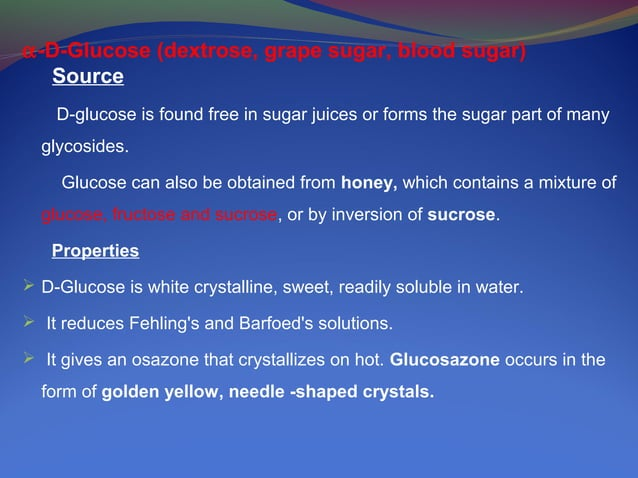 α-D-Glucose (dextrose, grape sugar, blood sugar)
Source
D-glucose is found free in sugar juices or forms the sugar part of many
glycosides.
Glucose can also be obtained from honey, which contains a mixture of
glucose, fructose and sucrose, or by inversion of sucrose.
Properties
➢ D-Glucose is white crystalline, sweet, readily soluble in water.
➢ It reduces Fehling's and Barfoed's solutions.
➢ It gives an osazone that crystallizes on hot. Glucosazone occurs in the
form of golden yellow, needle -shaped crystals.